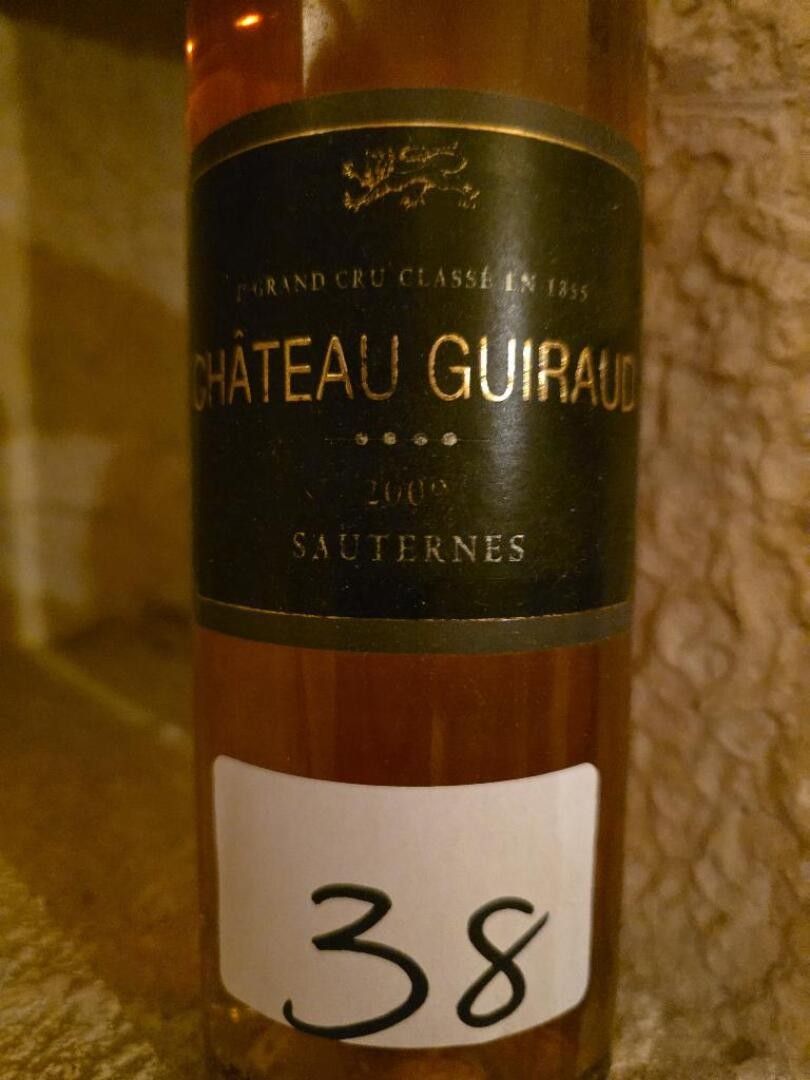 1er GRAND CRU CLASSÉ EN 1855
CHÂTEAU GUIRAUD
2009
SAUTERNES
38